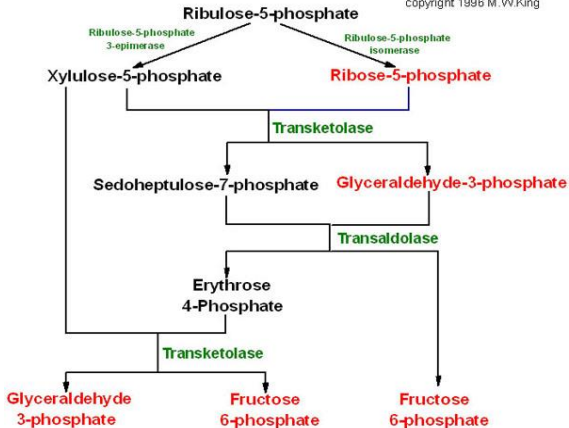 copyright 1996 M.W.King
Ribulose-5-phosphate
Ribulose-5-phosphate
3-epimerase
Ribulose-5-phosphate
isomerase
Xylulose-5-phosphate
Ribose-5-phosphate
Transketolase
Sedoheptulose-7-phosphate
Glyceraldehyde-3-phosphate
Transaldolase
Erythrose
4-Phosphate
Transketolase
Glyceraldehyde
3-phosphate
Fructose
6-phosphate
Fructose
6-phosphate